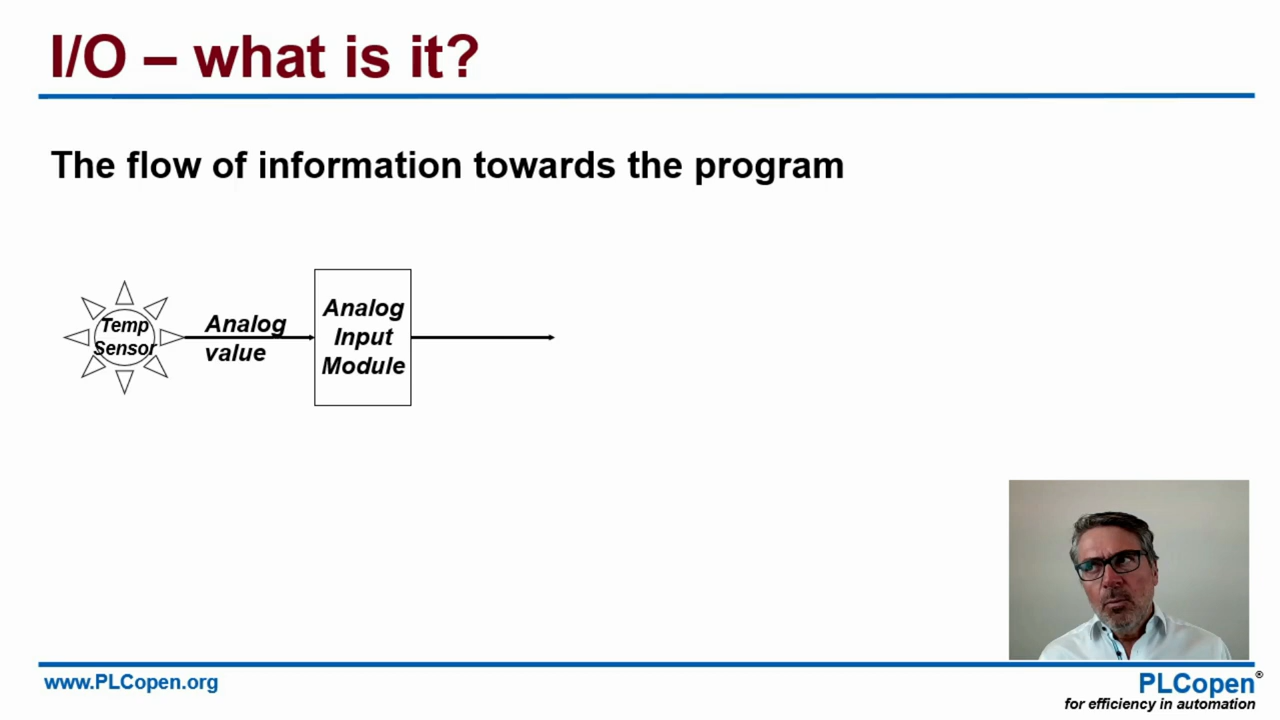 I/O – what is it?
The flow of information towards the program
Temp
Sensor
Analog
value
Analog
Input
Module
www.PLCopen.org
PLCopen®
for efficiency in automation